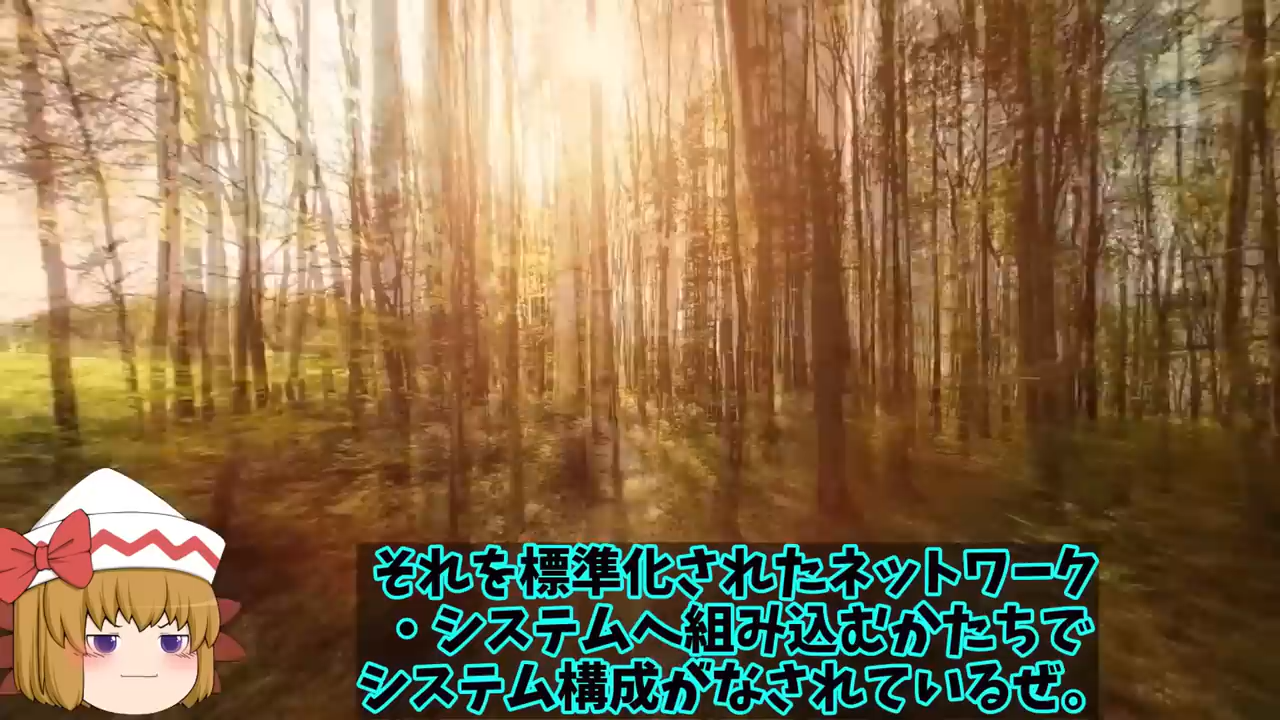 それを標準化されたネットワーク
・システムへ組み込むかたちで
システム構成がなされているぜ。